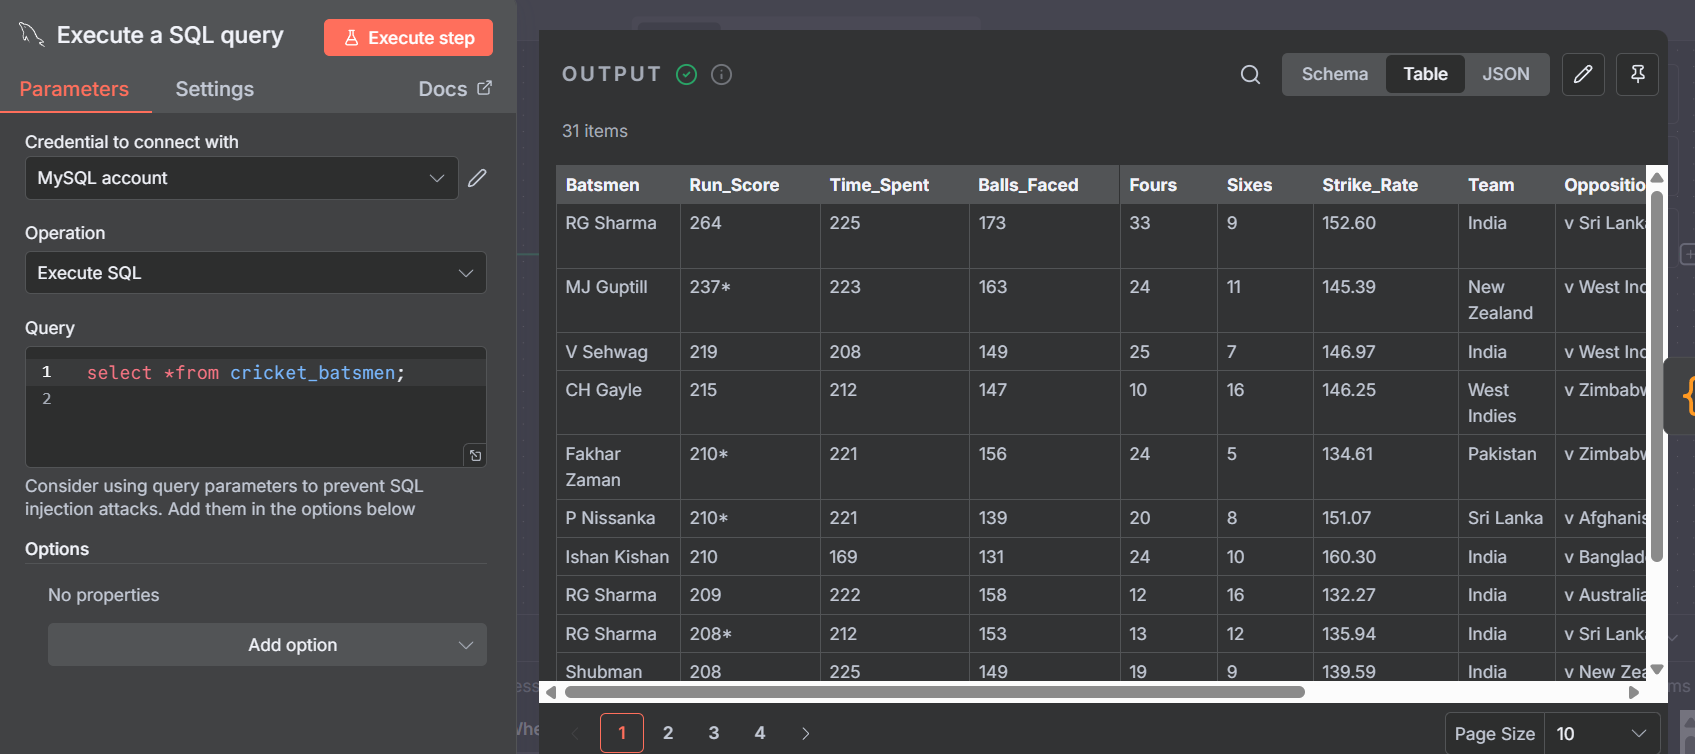 Execute a SQL query
Execute step
Parameters Settings Docs
Credential to connect with
MySQL account
Operation
Execute SQL
Query
1 select *from cricket_batsmen;
2
Consider using query parameters to prevent SQL
injection attacks. Add them in the options below
Options
No properties
Add option
OUTPUT
Schema Table JSON
31 items
Batsmen Run_Score Time_Spent Balls_Faced Fours Sixes Strike_Rate Team Oppositio
RG Sharma 264 225 173 33 9 152.60 India v Sri Lanka
MJ Guptill 237* 223 163 24 11 145.39 New Zealand v West Ind
V Sehwag 219 208 149 25 7 146.97 India v West Ind
CH Gayle 215 212 147 10 16 146.25 West Indies v Zimbabw
Fakhar Zaman 210* 221 156 24 5 134.61 Pakistan v Zimbabw
P Nissanka 210* 221 139 20 8 151.07 Sri Lanka v Afghanis
Ishan Kishan 210 169 131 24 10 160.30 India v Banglad
RG Sharma 209 222 158 12 16 132.27 India v Australia
RG Sharma 208* 212 153 13 12 135.94 India v Sri Lanka
Shubman 208 225 149 19 9 139.59 India v New Zea
1 2 3 4
Page Size 10